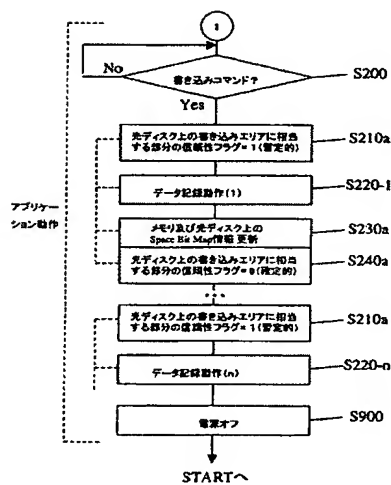 1
No
書き込みコマンド?
S200
Yes
光ディスク上の書き込みエリアに相当
する部分の信頼性フラグ=1(暫定的)
S210a
データ記録動作(1)
S220-1
アプリケー
ション動作
メモリ及び光ディスク上の
Space Bit Map情報 更新
S230a
光ディスク上の書き込みエリアに相当
する部分の信頼性フラグ=0(確定的)
S240a
光ディスク上の書き込みエリアに相当
する部分の信頼性フラグ=1(暫定的)
S210a
データ記録動作(n)
S220-n
電源オフ
S900
STARTへ